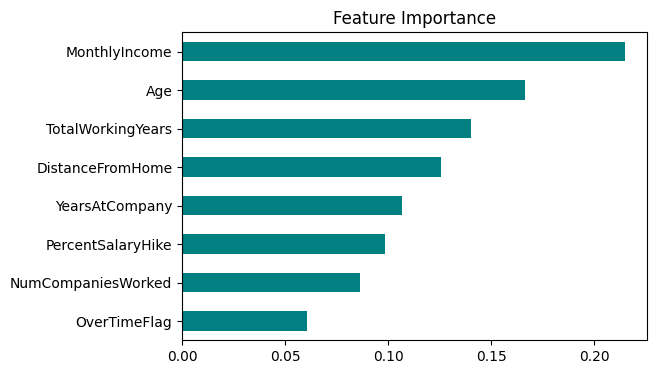 Feature Importance
MonthlyIncome
Age
TotalWorkingYears
DistanceFromHome
YearsAtCompany
PercentSalaryHike
NumCompaniesWorked
OverTimeFlag
0.00 0.05 0.10 0.15 0.20